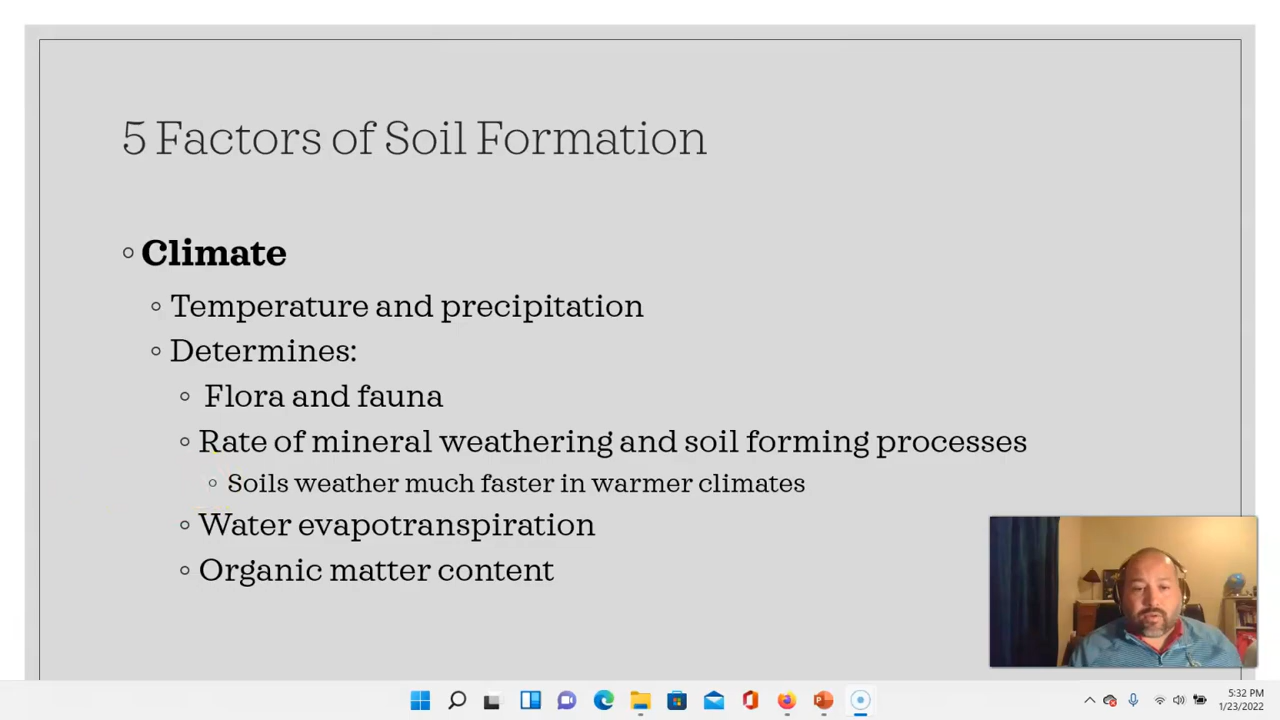 5 Factors of Soil Formation
Climate
Temperature and precipitation
Determines:
Flora and fauna
Rate of mineral weathering and soil forming processes
Soils weather much faster in warmer climates
Water evapotranspiration
Organic matter content
5:32 PM
1/23/2022